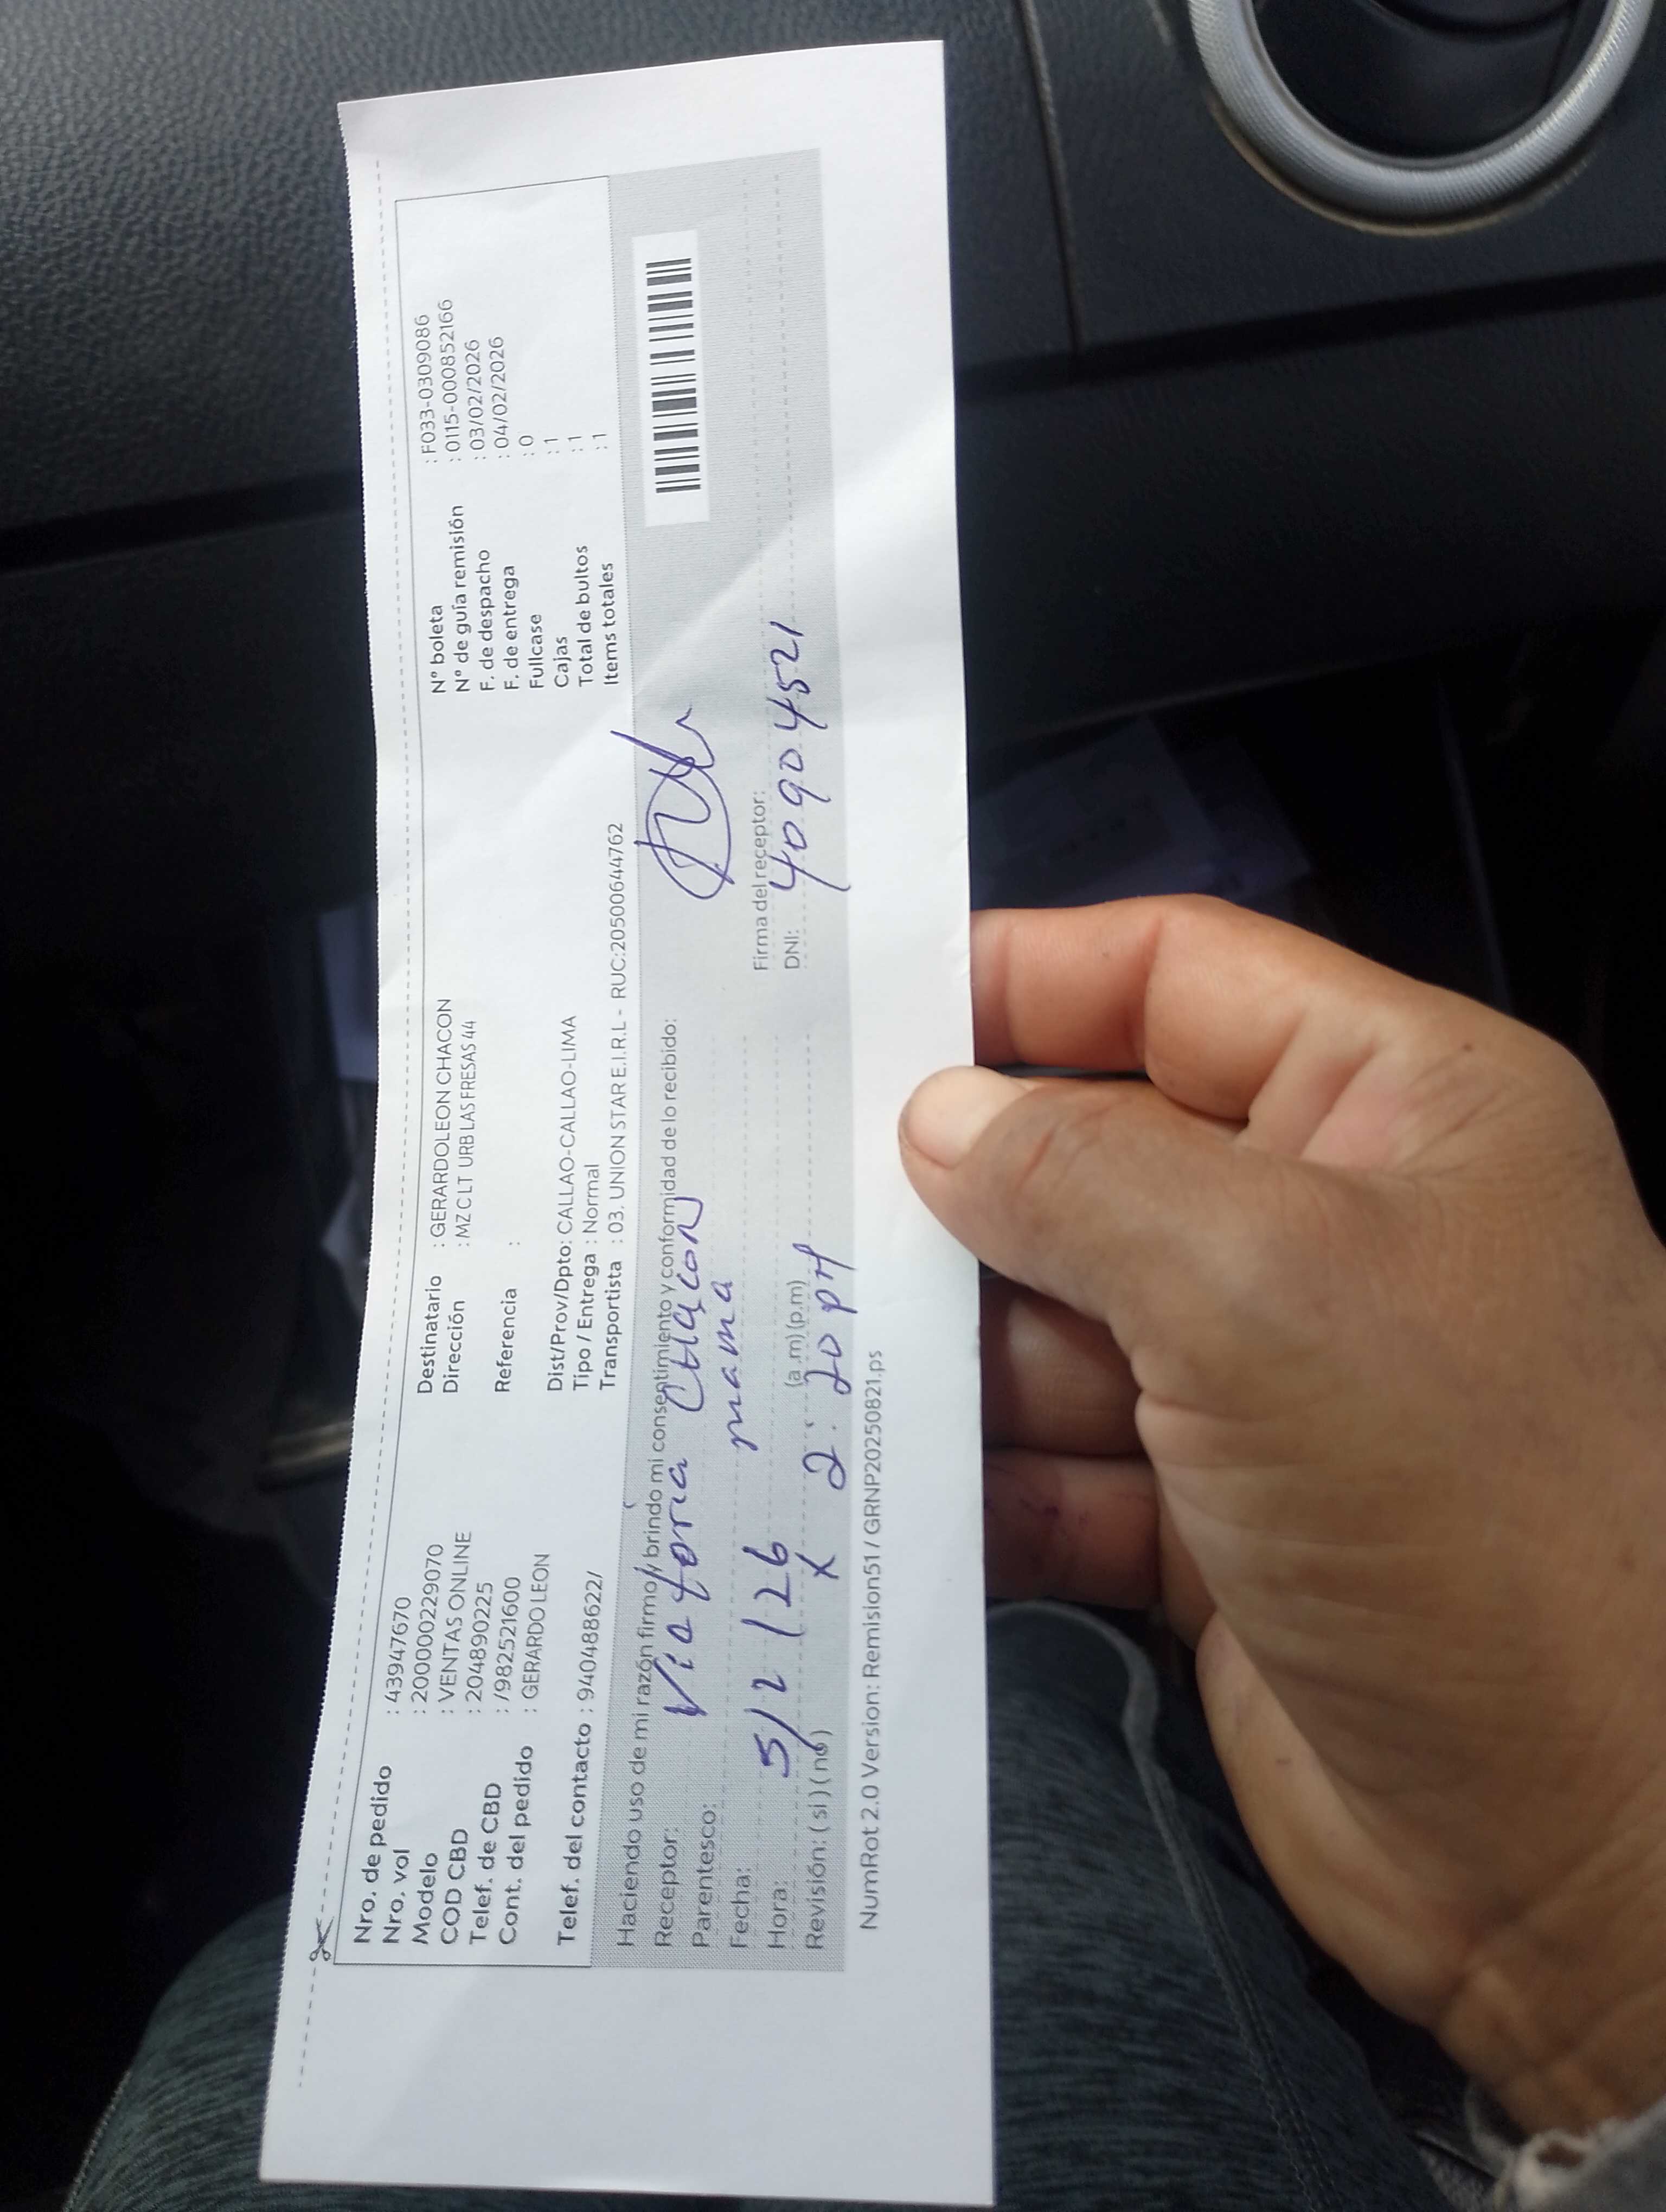 Nro. de pedido : 43947670
Nro. vol : 2000000229070
Modelo : VENTAS ONLINE
COD CBD : 204890225
Telef. de CBD : /982521600
Cont. del pedido : GERARDO LEON
Telef. del contacto : 940488622/
Destinatario : GERARDOLEON CHACON
Dirección : MZ C LT URB LAS FRESAS 44
Referencia :
Dist/Prov/Dpto: CALLAO-CALLAO-LIMA
Tipo / Entrega : Normal
Transportista : 03. UNION STAR E.I.R.L - RUC:20500644762
N° boleta : F033-0309086
N° de guía remisión : 0115-000852166
F. de despacho : 03/02/2026
F. de entrega : 04/02/2026
Fullcase : 0
Cajas : 1
Total de bultos : 1
Items totales : 1
Haciendo uso de mi razón firmo y brindo mi consentimiento y conformidad de lo recibido:
Receptor: Victoria CHACON
Parentesco: mama
Fecha: 5/2/26
Hora: 2:20 PM (a.m) (p.m)
Revisión: (si) (no) X
Firma del receptor:
DNI: 40904521
NumRot 2.0 Version: Remision51 / GRNP20250821.ps